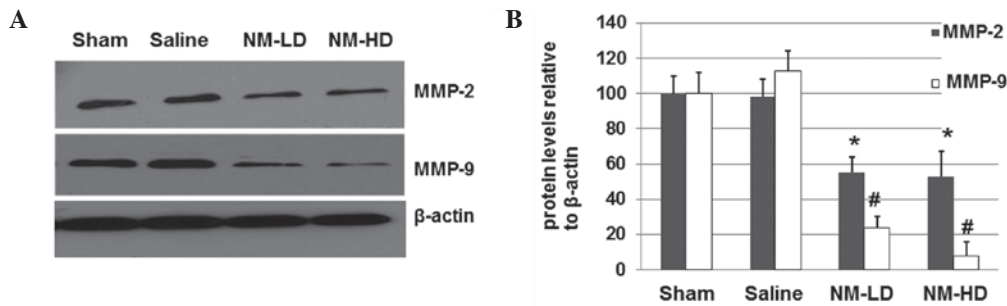 A
Sham Saline NM-LD NM-HD
MMP-2
MMP-9
β-actin
B
protein levels relative
to β-actin
140
120
100
80
60
40
20
0
MMP-2
MMP-9
* *
# #
Sham Saline NM-LD NM-HD